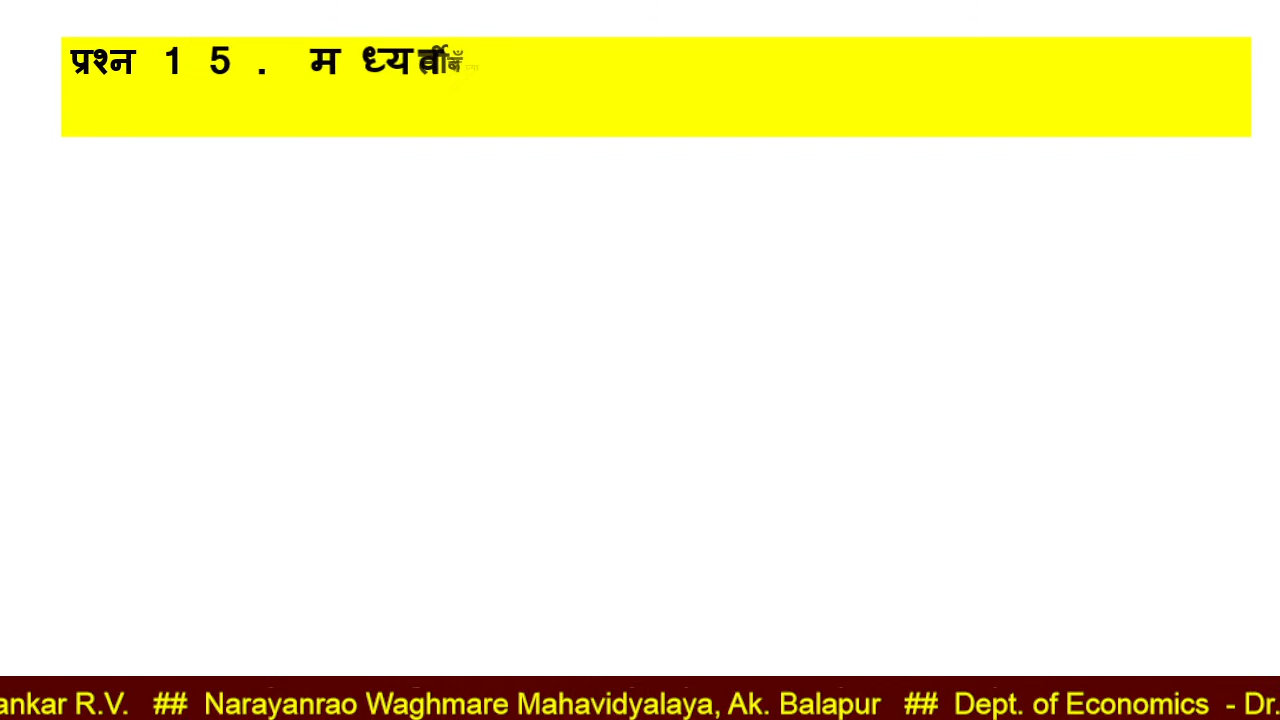 प्रश्न 15. मध्य
ankar R.V. ## Narayanrao Waghmare Mahavidyalaya, Ak. Balapur ## Dept. of Economics - Dr.